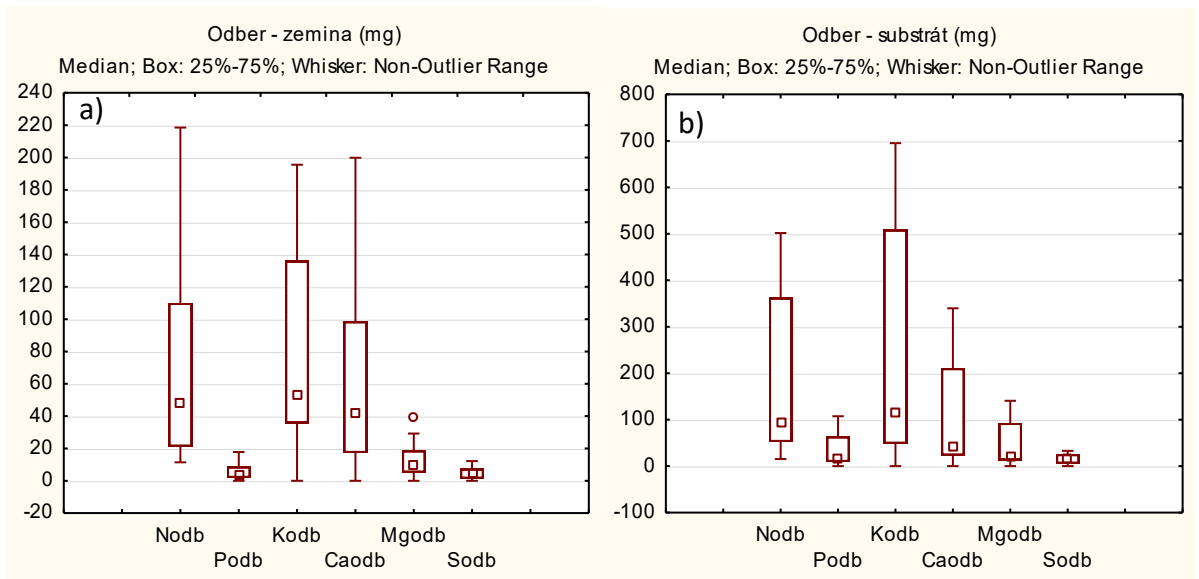 Odber - zemina (mg)
Median; Box: 25%-75%; Whisker: Non-Outlier Range
a)
240
220
200
180
160
140
120
100
80
60
40
20
0
-20
Nodb Kodb Mgodb
Podb Caodb Sodb
Odber - substrát (mg)
Median; Box: 25%-75%; Whisker: Non-Outlier Range
b)
800
700
600
500
400
300
200
100
0
-100
Nodb Kodb Mgodb
Podb Caodb Sodb